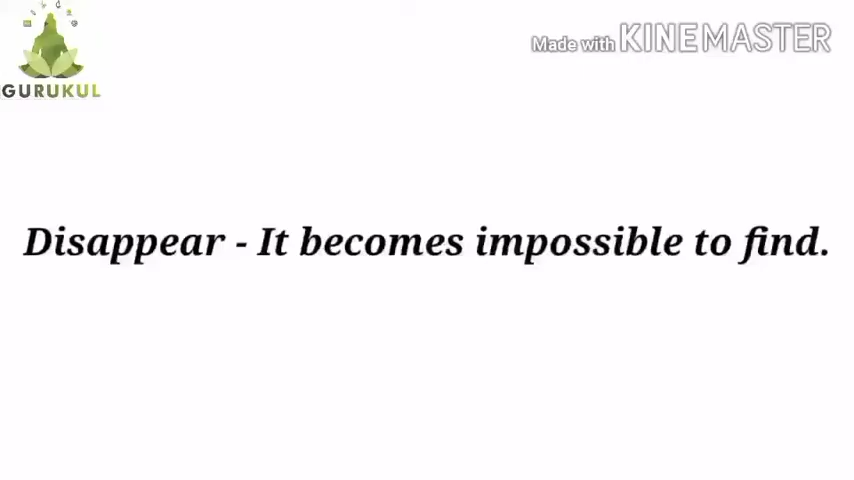 Made with KINEMASTER
GURUKUL
Disappear - It becomes impossible to find.